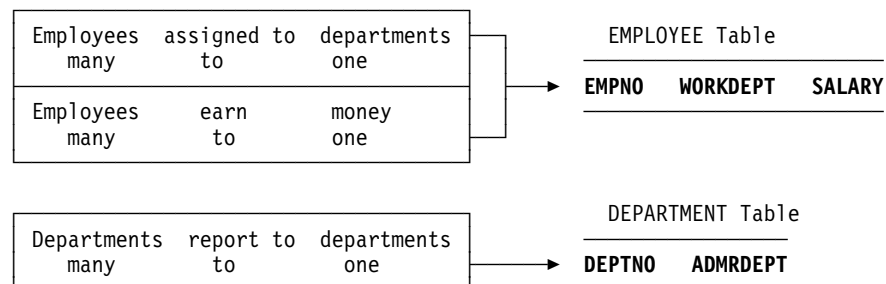 Employees assigned to departments
many to one
Employees earn money
many to one
EMPLOYEE Table
EMPNO WORKDEPT SALARY
Departments report to departments
many to one
DEPARTMENT Table
DEPTNO ADMRDEPT